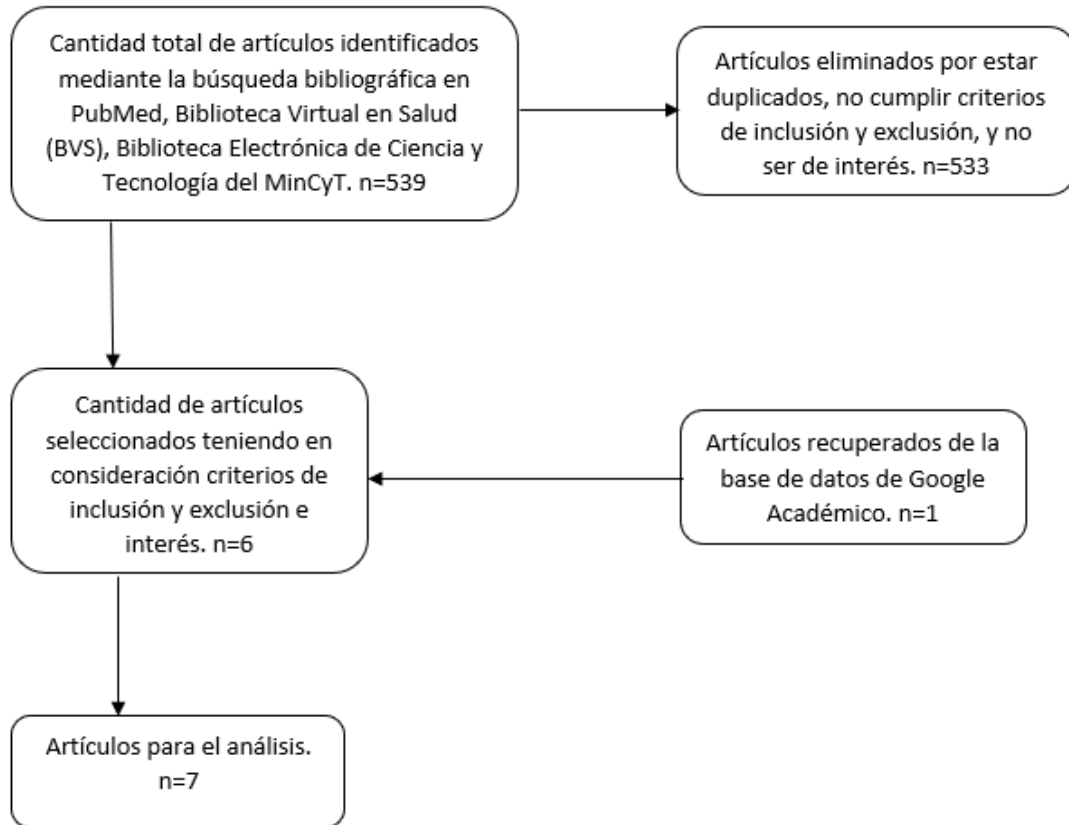 Cantidad total de artículos identificados
mediante la búsqueda bibliográfica en
PubMed, Biblioteca Virtual en Salud
(BVS), Biblioteca Electrónica de Ciencia y
Tecnología del MinCyT. n=539
Artículos eliminados por estar
duplicados, no cumplir criterios
de inclusión y exclusión, y no
ser de interés. n=533
Cantidad de artículos
seleccionados teniendo en
consideración criterios de
inclusión y exclusión e
interés. n=6
Artículos recuperados de la
base de datos de Google
Académico. n=1
Artículos para el análisis.
n=7